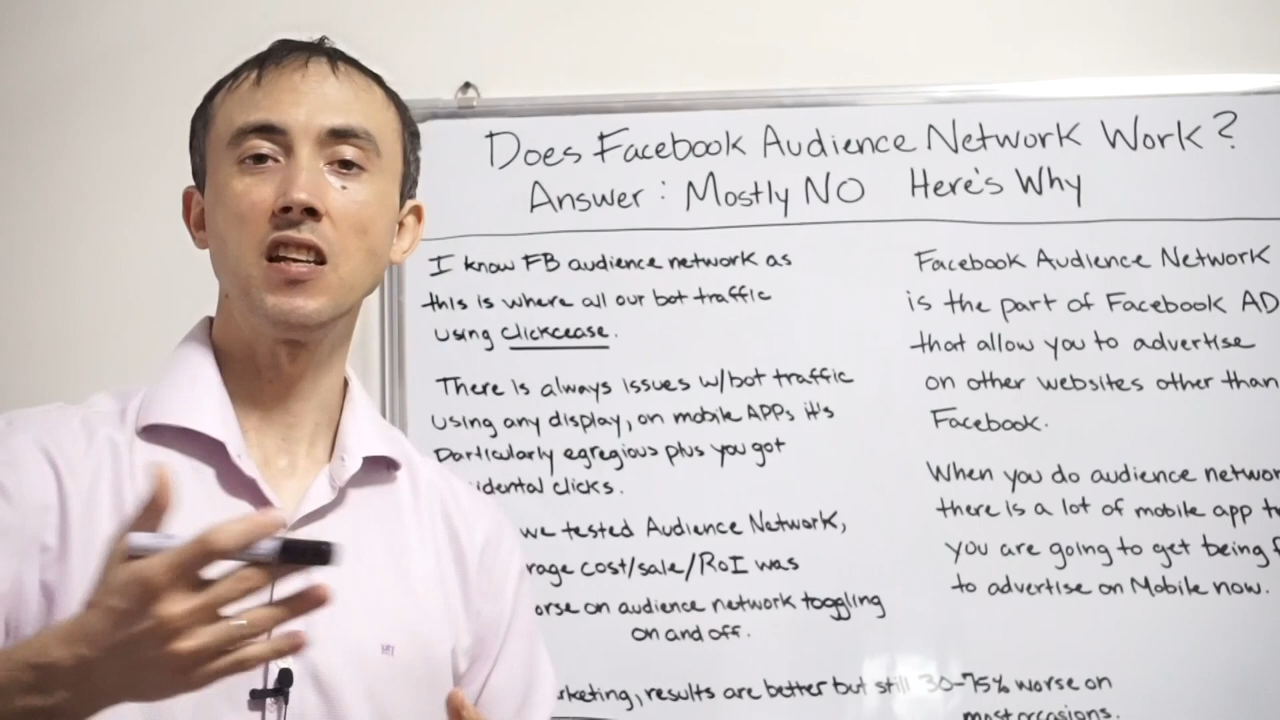 Does Facebook Audience Network Work?
Answer: Mostly NO Here's Why
I know FB audience network as
this is where all our bot traffic
using clickcease.
There is always issues w/bot traffic
using any display, on mobile APPs it's
Particularly egregious plus you got
idental clicks.
we tested Audience Network,
rage cost/sale/RoI was
orse on audience network toggling
on and off.
rketing, results are better but still 30-75% worse on
most occasions.
Facebook Audience Network
is the part of Facebook AD
that allow you to advertise
on other websites other than
Facebook.
When you do audience networ
there is a lot of mobile app t
you are going to get being f
to advertise on Mobile now.